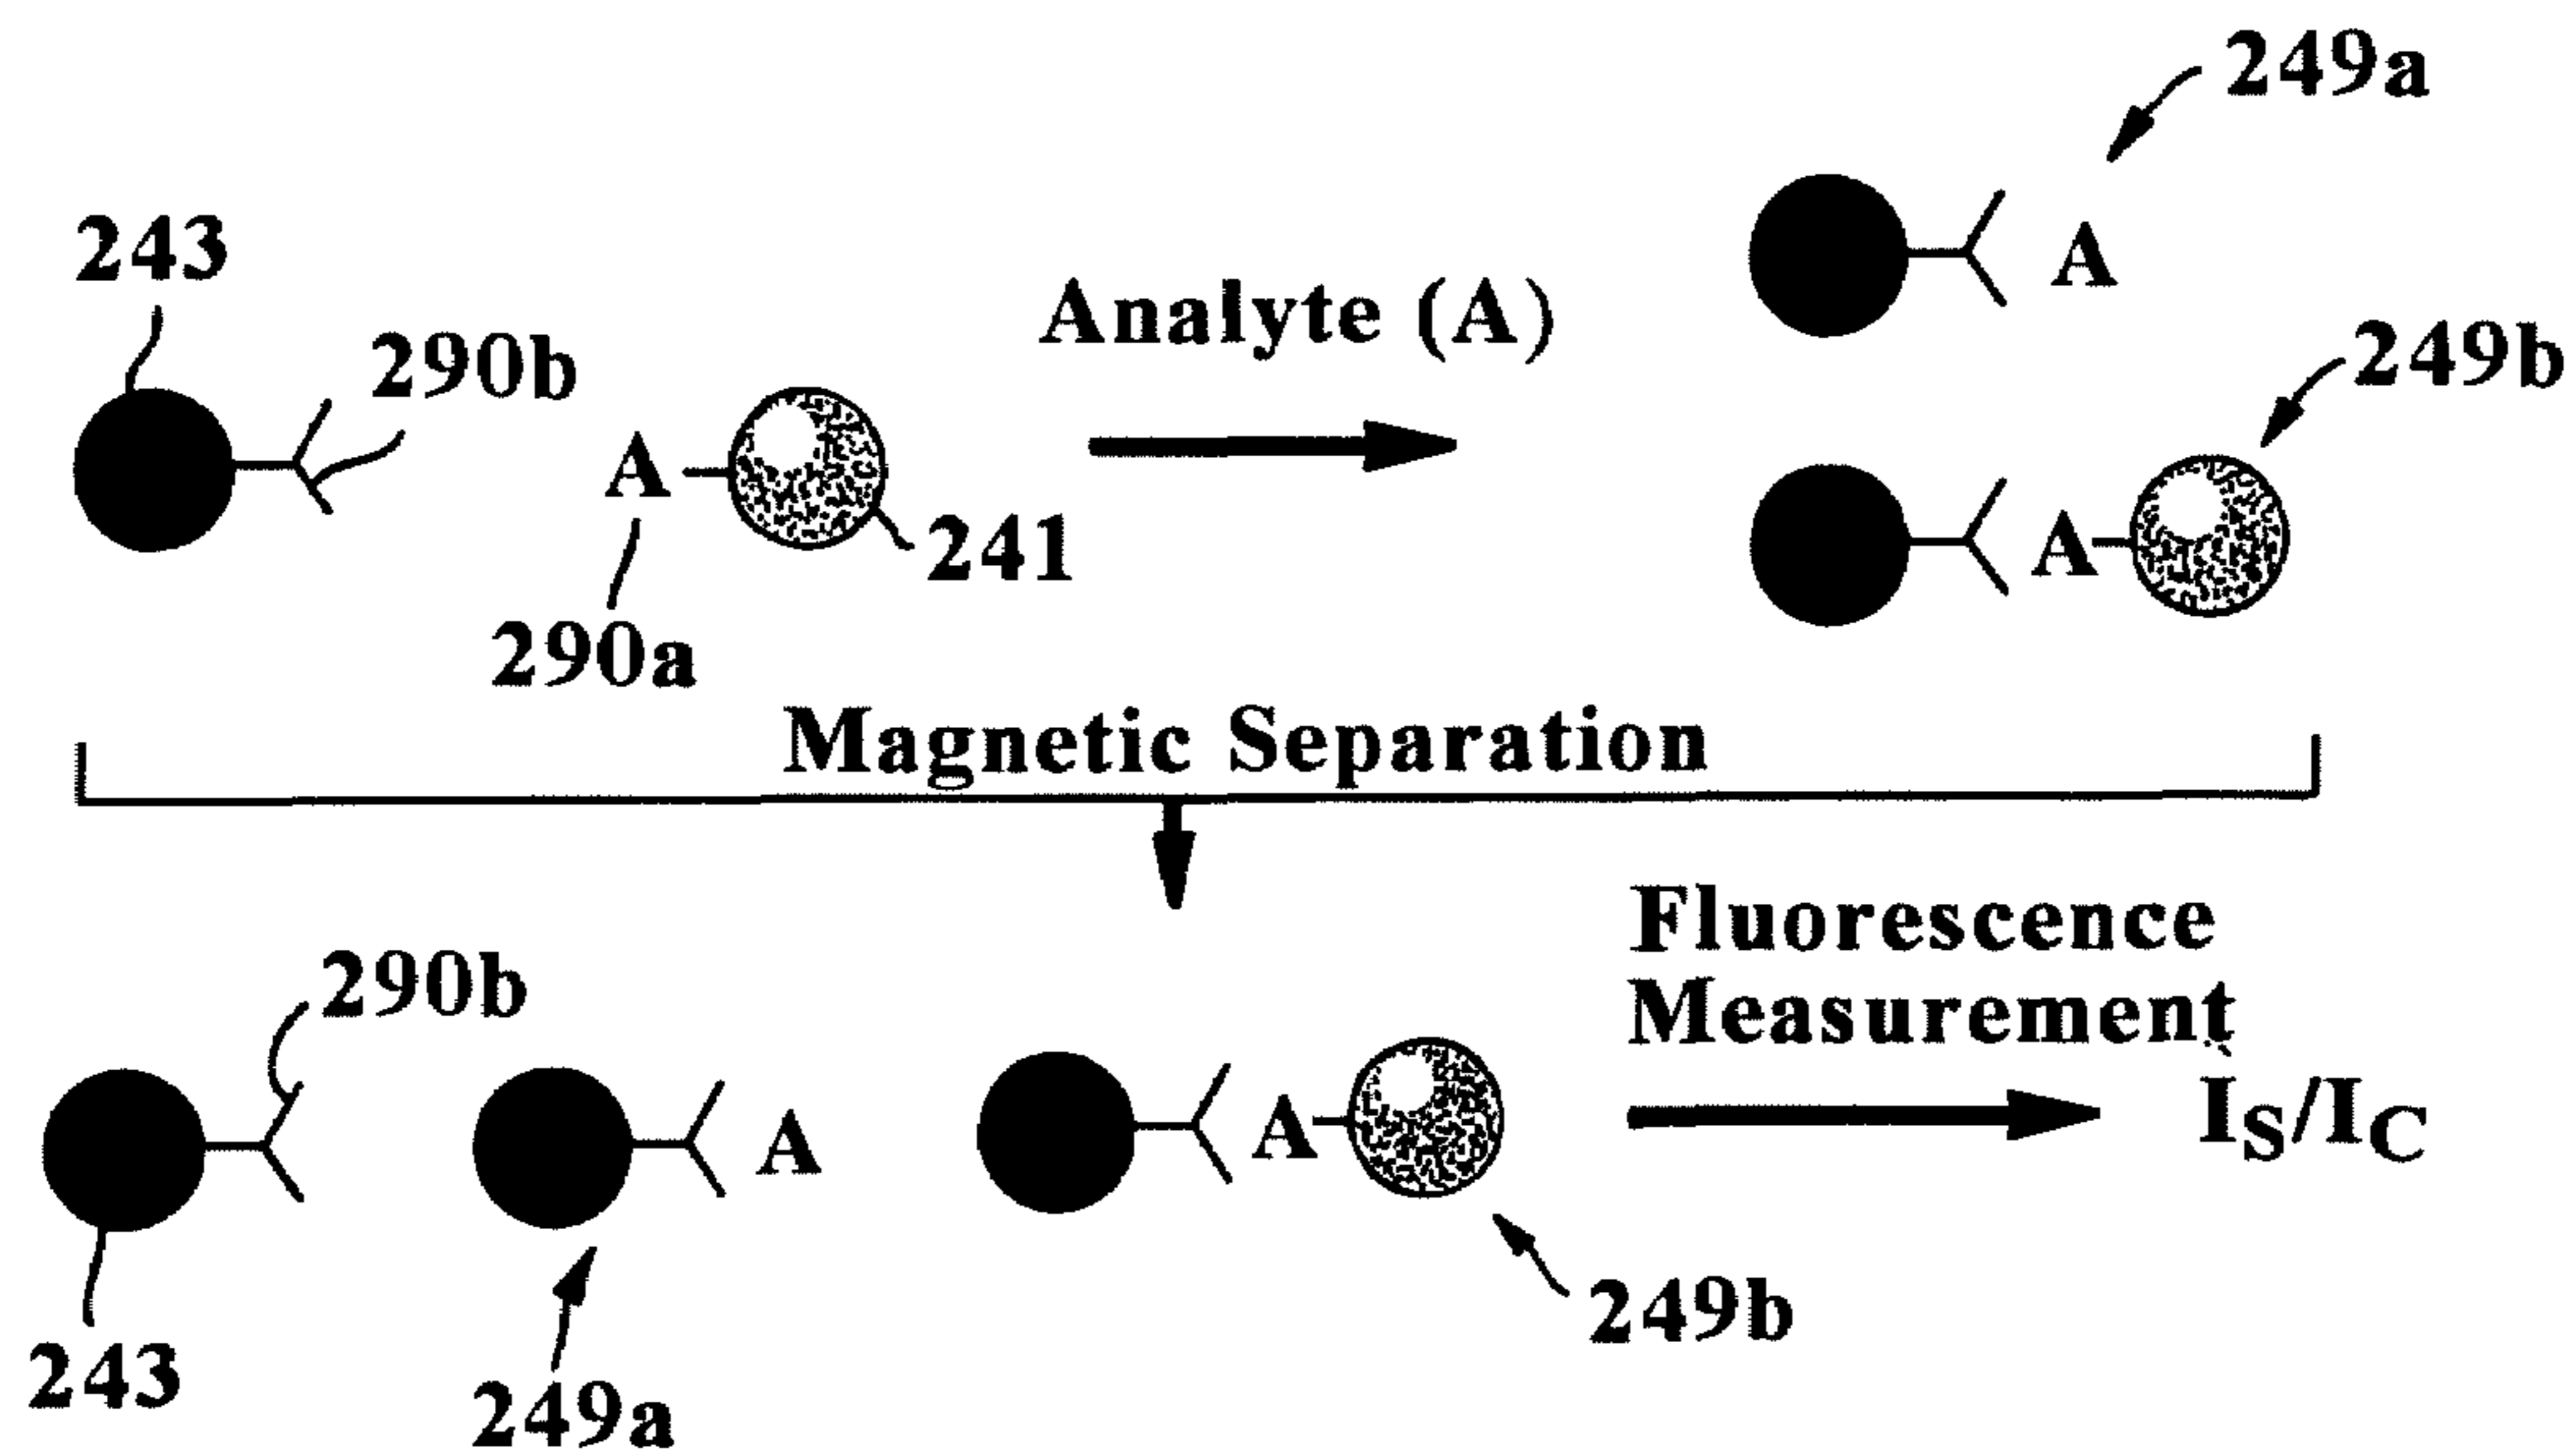 249a
243
290b
Analyte (A)
A
249b
A
241
A
290a
Magnetic Separation
Fluorescence
Measurement
290b
A
A
IS/IC
249b
243
249a